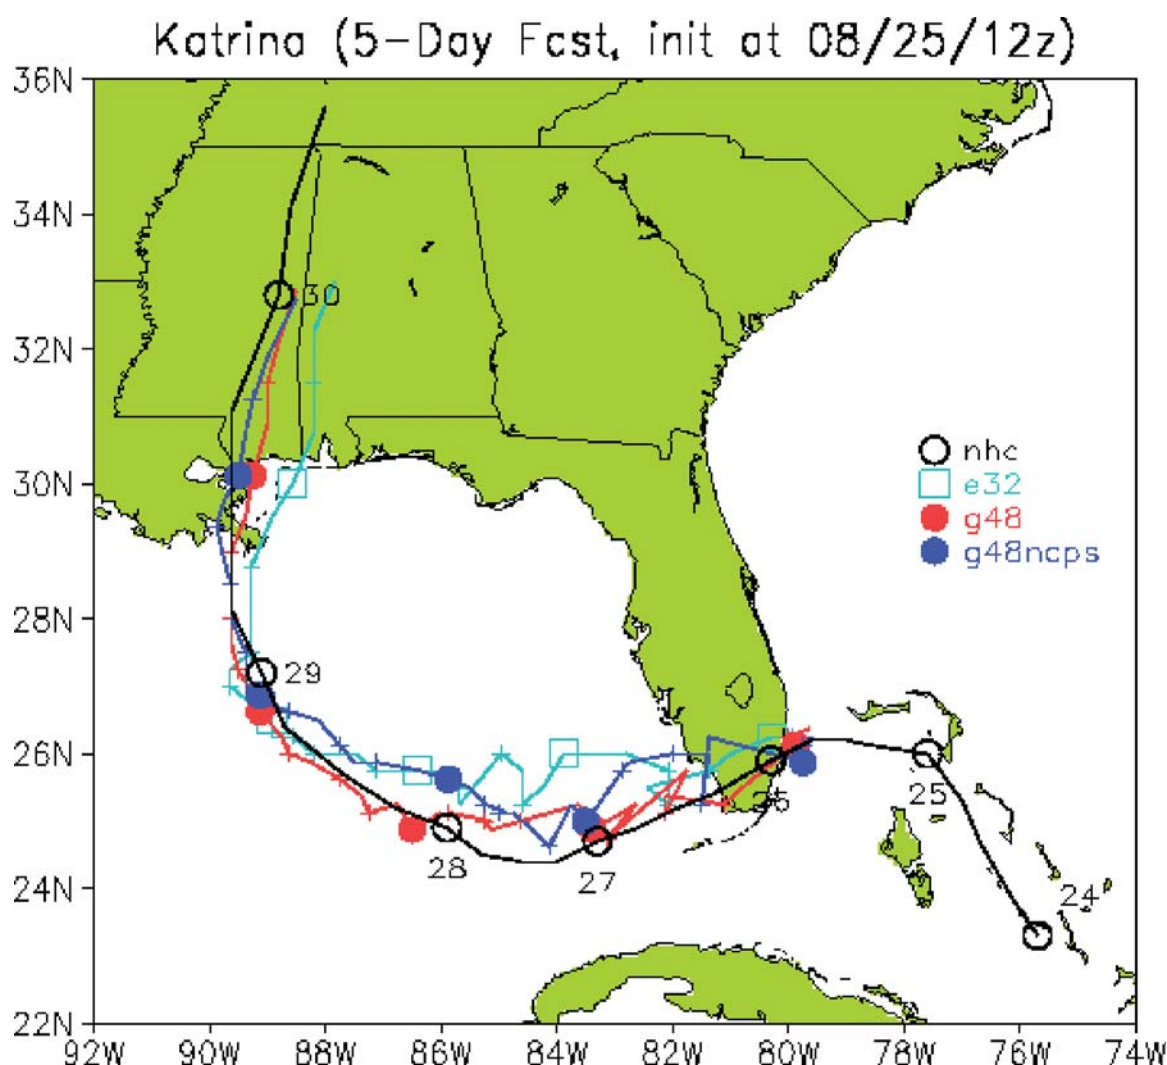 Katrina (5-Day Fcst, init at 08/25/12z)
36N
34N
32N
30N
28N
26N
24N
22N
30
nhc
e32
g48
g48ncps
29
28
27
26
25
24
92W 90W 88W 86W 84W 82W 80W 78W 76W 74W